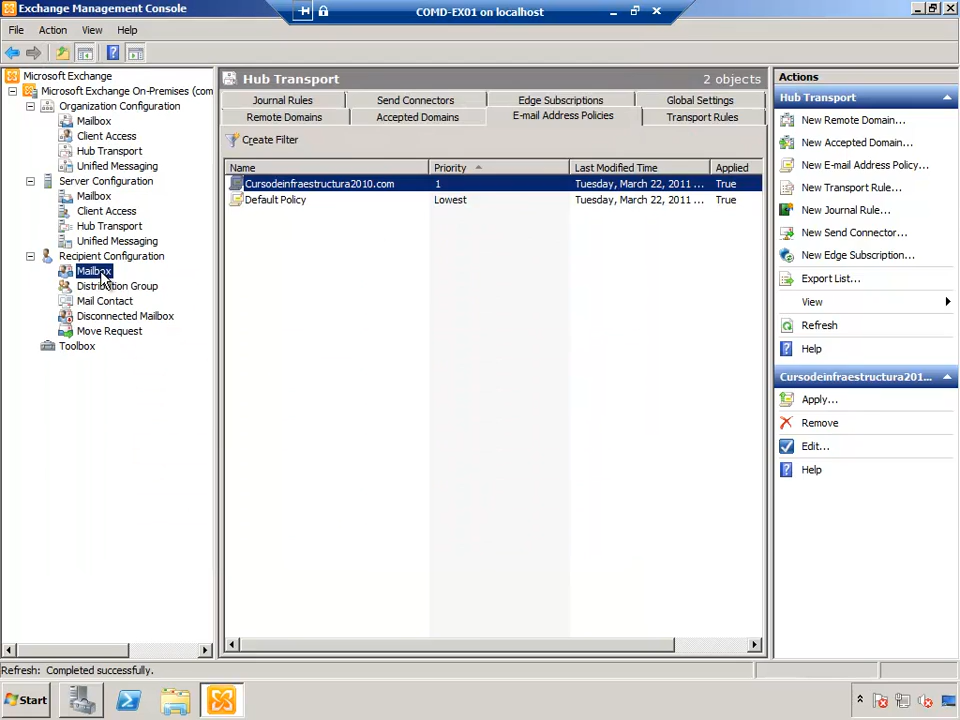 Exchange Management Console
COMD-EX01 on localhost
File Action View Help
Microsoft Exchange
Microsoft Exchange On-Premises (com
Organization Configuration
Mailbox
Client Access
Hub Transport
Unified Messaging
Server Configuration
Mailbox
Client Access
Hub Transport
Unified Messaging
Recipient Configuration
Mailbox
Distribution Group
Mail Contact
Disconnected Mailbox
Move Request
Toolbox
Hub Transport 2 objects
Journal Rules Send Connectors Edge Subscriptions Global Settings
Remote Domains Accepted Domains E-mail Address Policies Transport Rules
Create Filter
Name Priority Last Modified Time Applied
Cursodeinfraestructura2010.com 1 Tuesday, March 22, 2011 ... True
Default Policy Lowest Tuesday, March 22, 2011 ... True
Actions
Hub Transport
New Remote Domain...
New Accepted Domain...
New E-mail Address Policy...
New Transport Rule...
New Journal Rule...
New Send Connector...
New Edge Subscription...
Export List...
View
Refresh
Help
Cursodeinfraestructura201...
Apply...
Remove
Edit...
Help
Refresh: Completed successfully.
Start